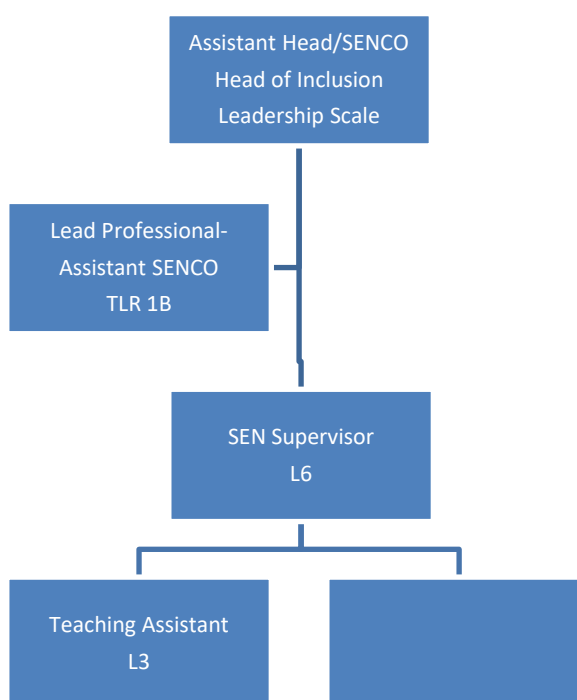 Assistant Head/SENCO
Head of Inclusion
Leadership Scale
Lead Professional-
Assistant SENCO
TLR 1B
SEN Supervisor
L6
Teaching Assistant
L3